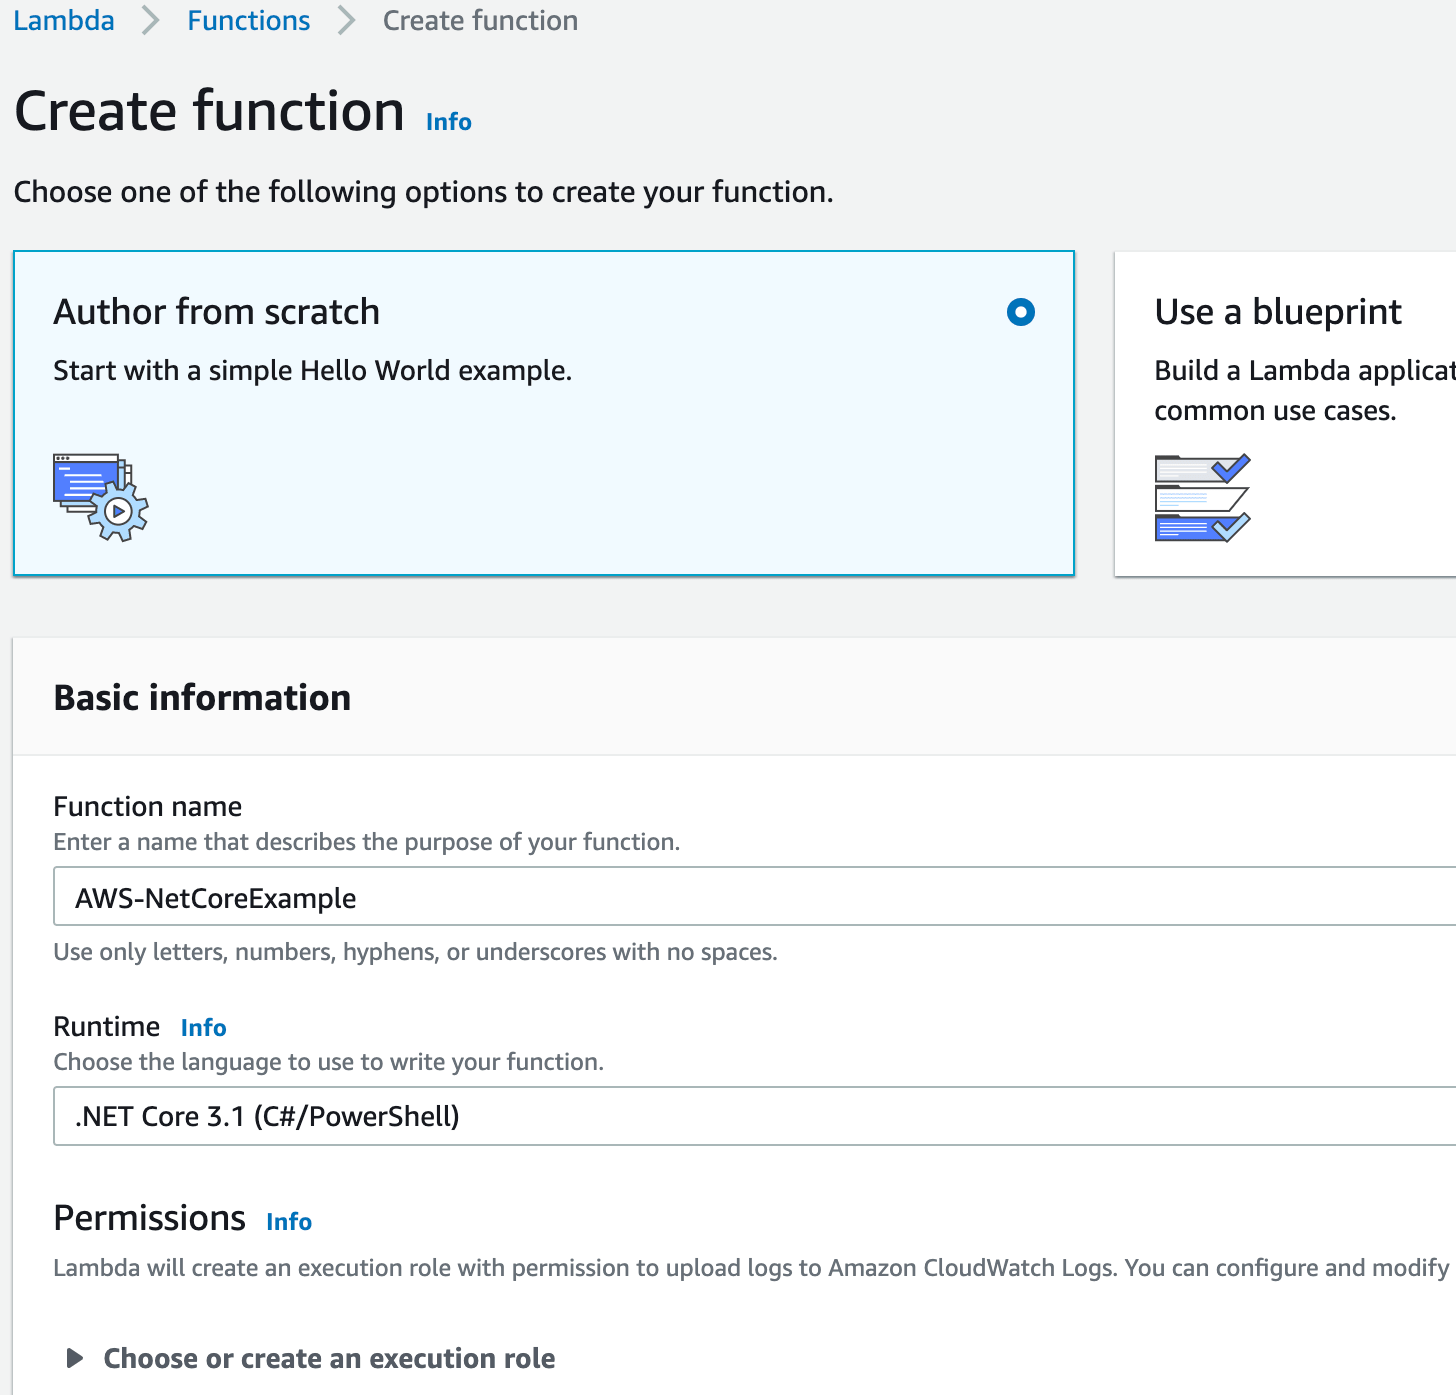 Lambda Functions Create function
Create function Info
Choose one of the following options to create your function.
Author from scratch
Start with a simple Hello World example.
Use a blueprint
Build a Lambda
common use cases.
Basic information
Function name
Enter a name that describes the purpose of your function.
AWS-NetCoreExample
Use only letters, numbers, hyphens, or underscores with no spaces.
Runtime Info
Choose the language to use to write your function.
.NET Core 3.1 (C#/PowerShell)
Permissions Info
Lambda will create an execution role with permission to upload logs to Amazon CloudWatch Logs. You can configure and modify
Choose or create an execution role